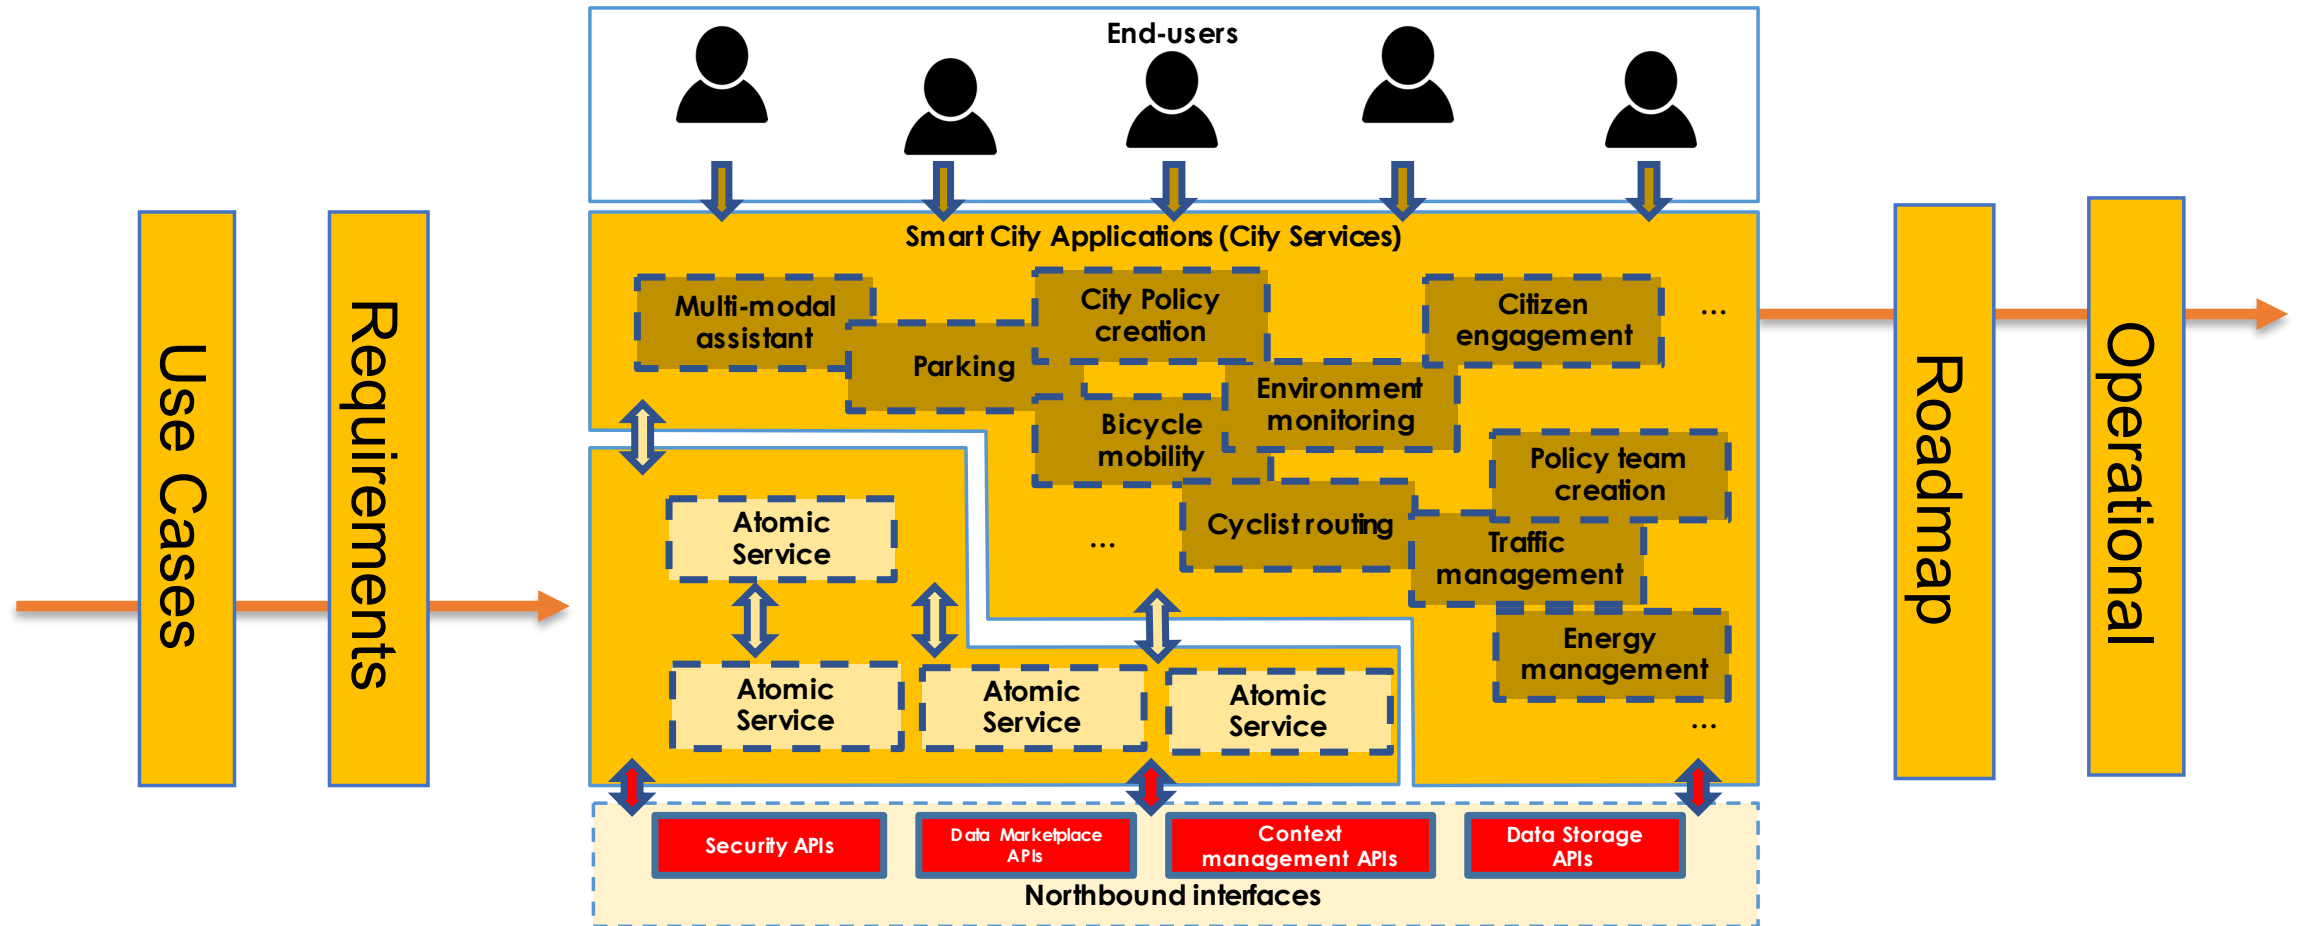 End-users
Use Cases
Requirements
Smart City Applications (City Services)
Multi-modal
assistant
Parking
City Policy
creation
Citizen
engagement
...
Environment
monitoring
Bicycle
mobility
Policy team
creation
Cyclist routing
...
Traffic
management
Energy
management
...
Atomic
Service
Atomic
Service
Atomic
Service
Atomic
Service
Security APIs
Data Marketplace
APIs
Context
management APIs
Data Storage
APIs
Northbound interfaces
Roadmap
Operational